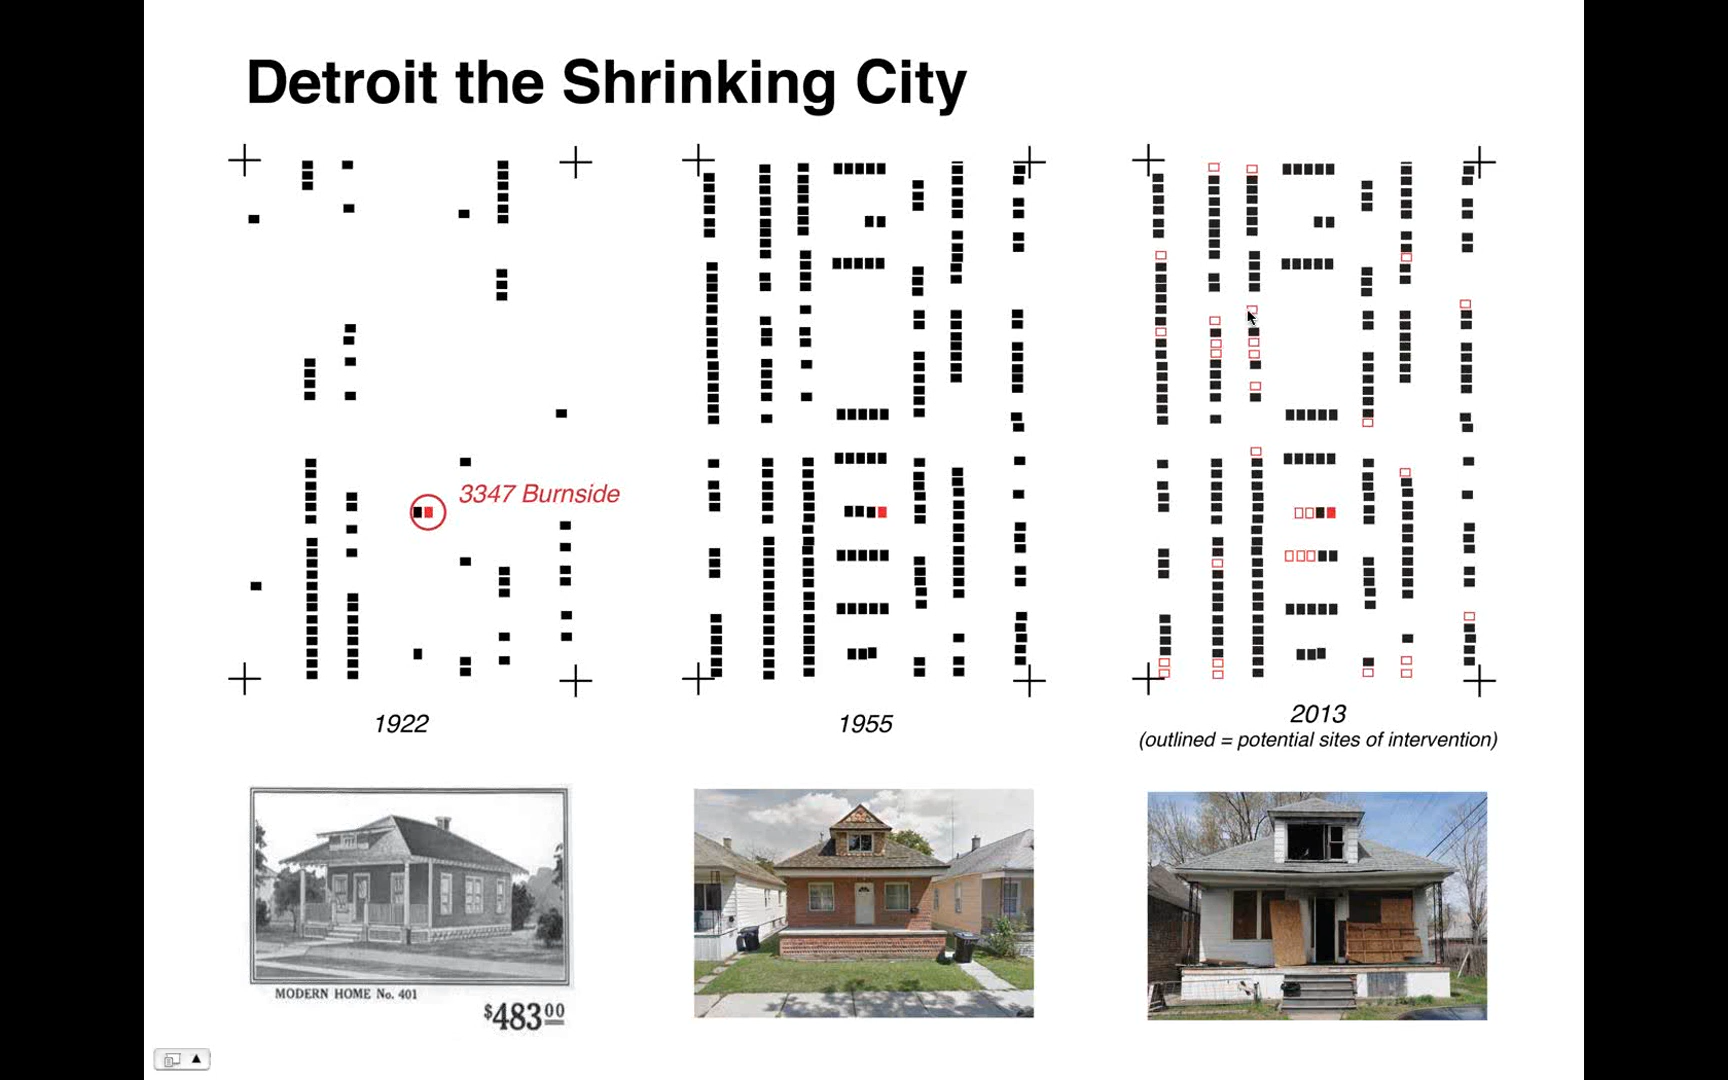 Detroit the Shrinking City
3347 Burnside
1922
1955
2013
(outlined = potential sites of intervention)
MODERN HOME No. 401
$483.00